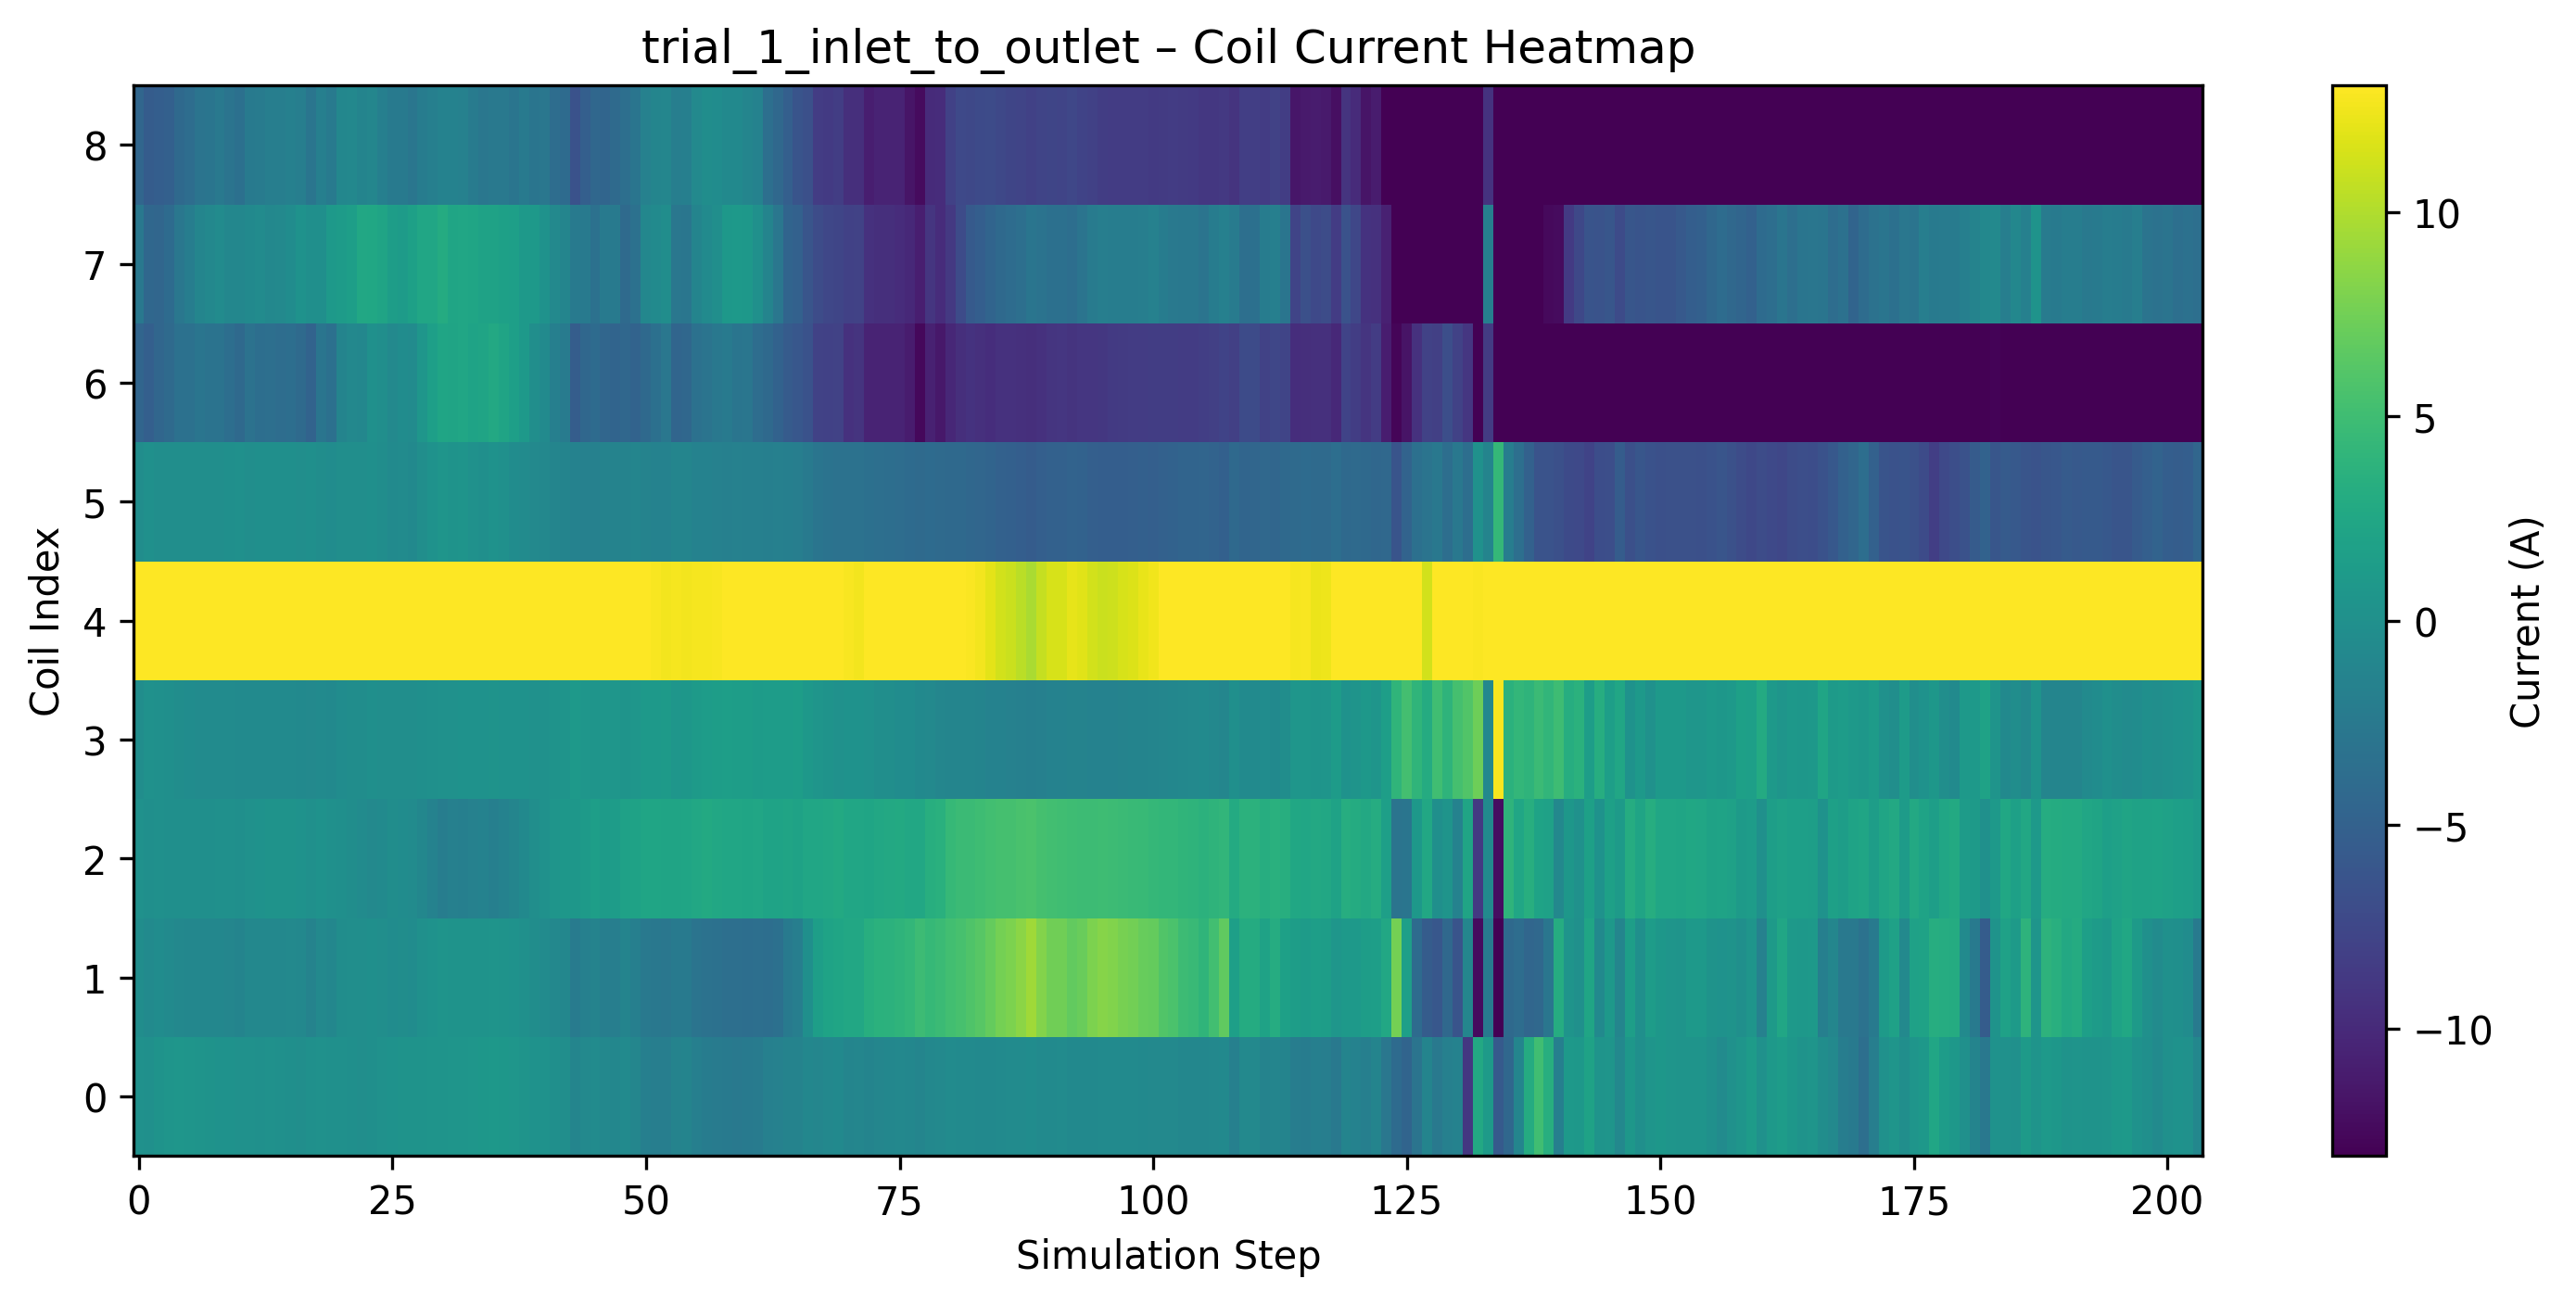 trial_1_inlet_to_outlet – Coil Current Heatmap
Coil Index
8
7
6
5
4
3
2
1
0
0 25 50 75 100 125 150 175 200
Simulation Step
10
5
0
−5
−10
Current (A)